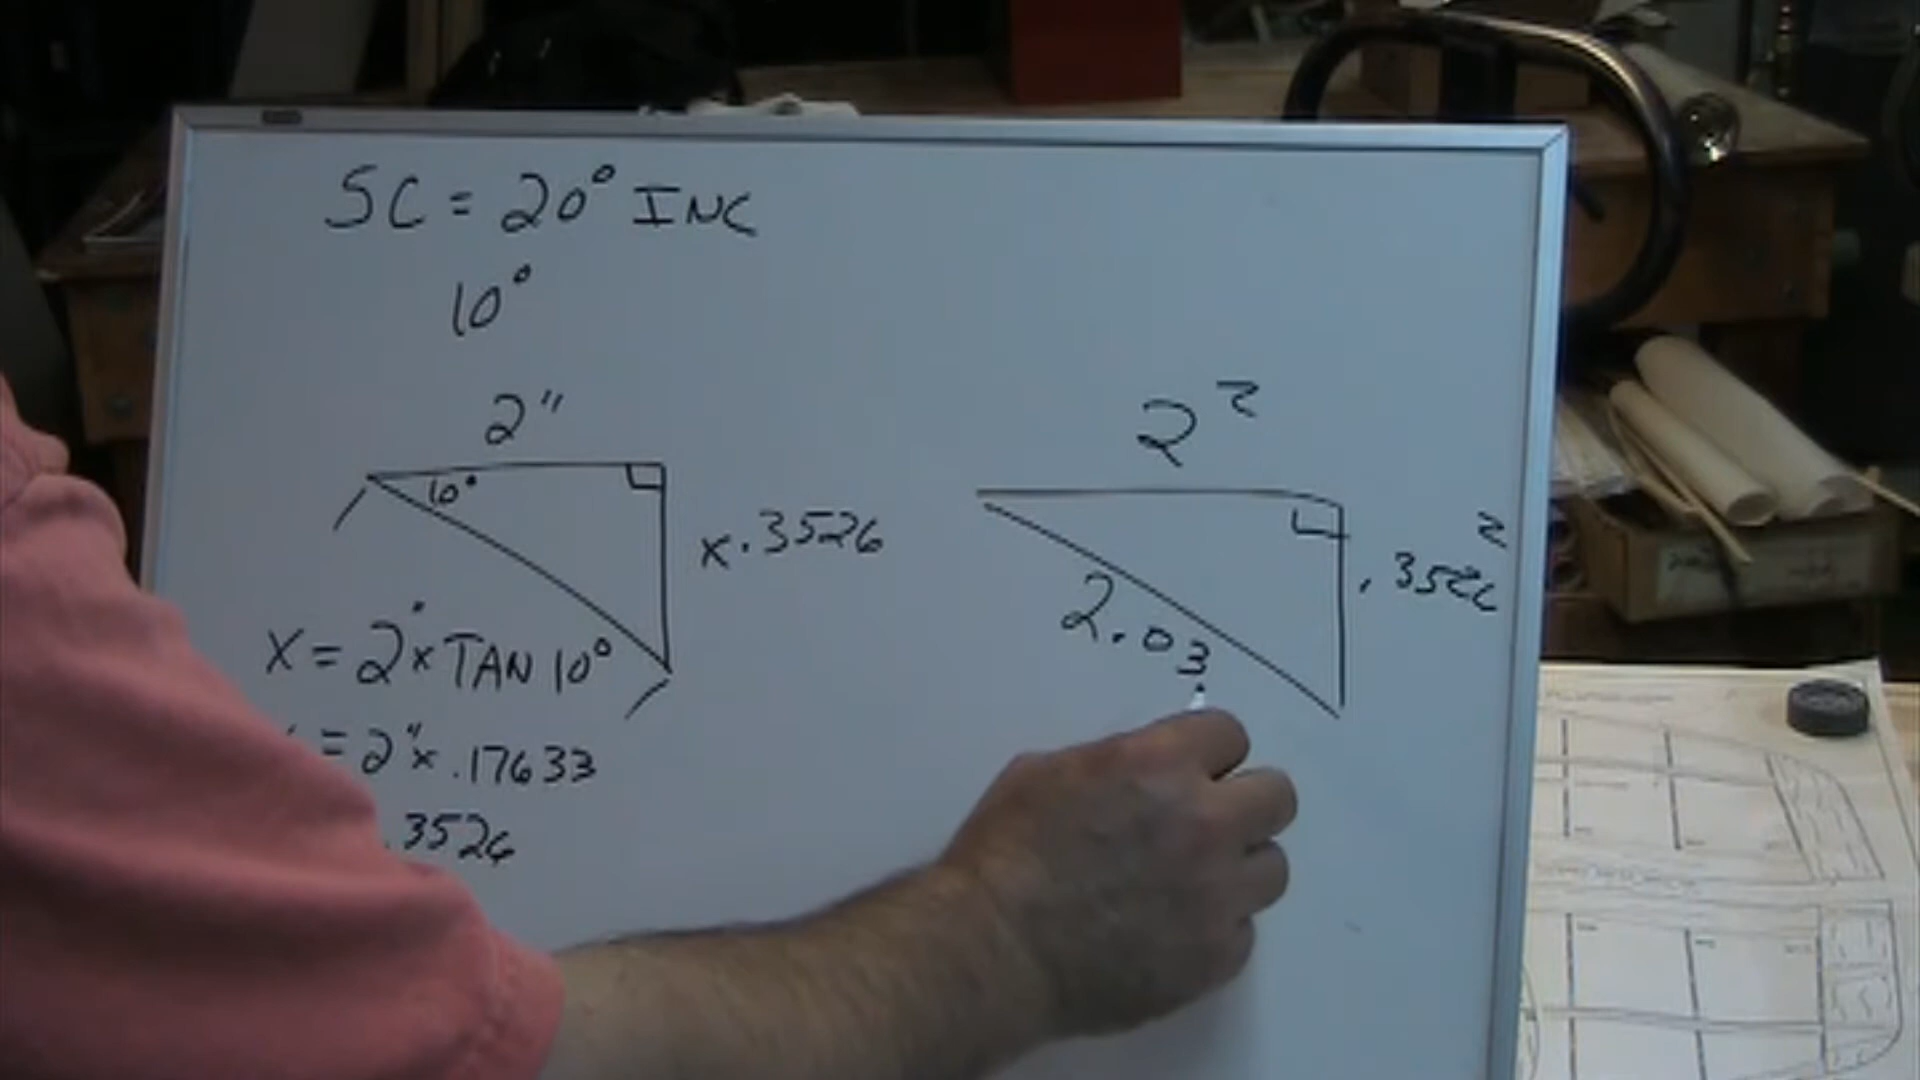 SC = 20° INC
10°
2"
10°
x .3526
X = 2" x TAN 10°
= 2" x .17633
.3526
2²
.3526²
2.03